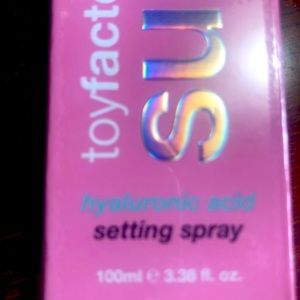 toyfacto
su
hyaluronic acid
setting spray
100ml e 3.38 fl. oz.